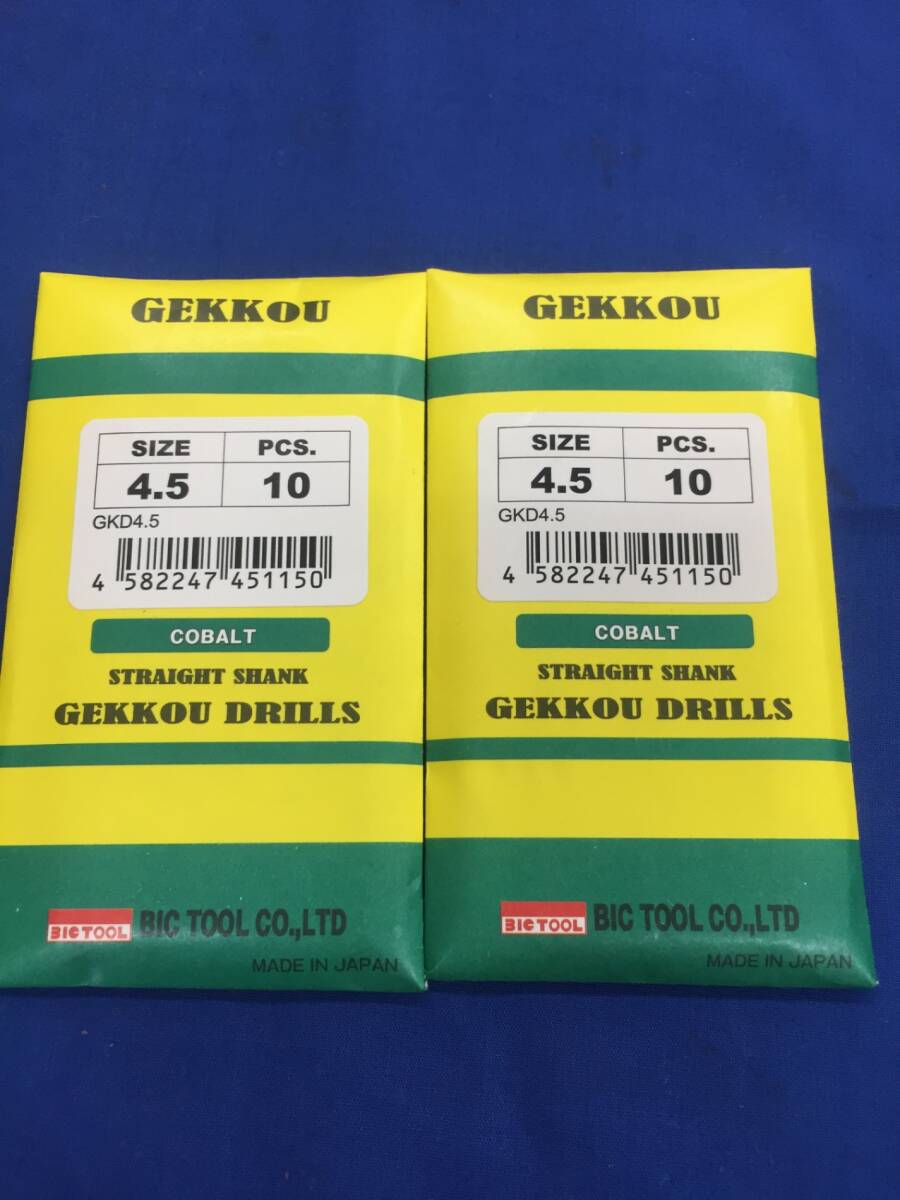 GEKKOU
SIZE PCS.
4.5 10
GKD4.5
4 582247 451150
COBALT
STRAIGHT SHANK
GEKKOU DRILLS
BIC TOOL BIC TOOL CO.,LTD
MADE IN JAPAN
GEKKOU
SIZE PCS.
4.5 10
GKD4.5
4 582247 451150
COBALT
STRAIGHT SHANK
GEKKOU DRILLS
BIC TOOL BIC TOOL CO.,LTD
MADE IN JAPAN